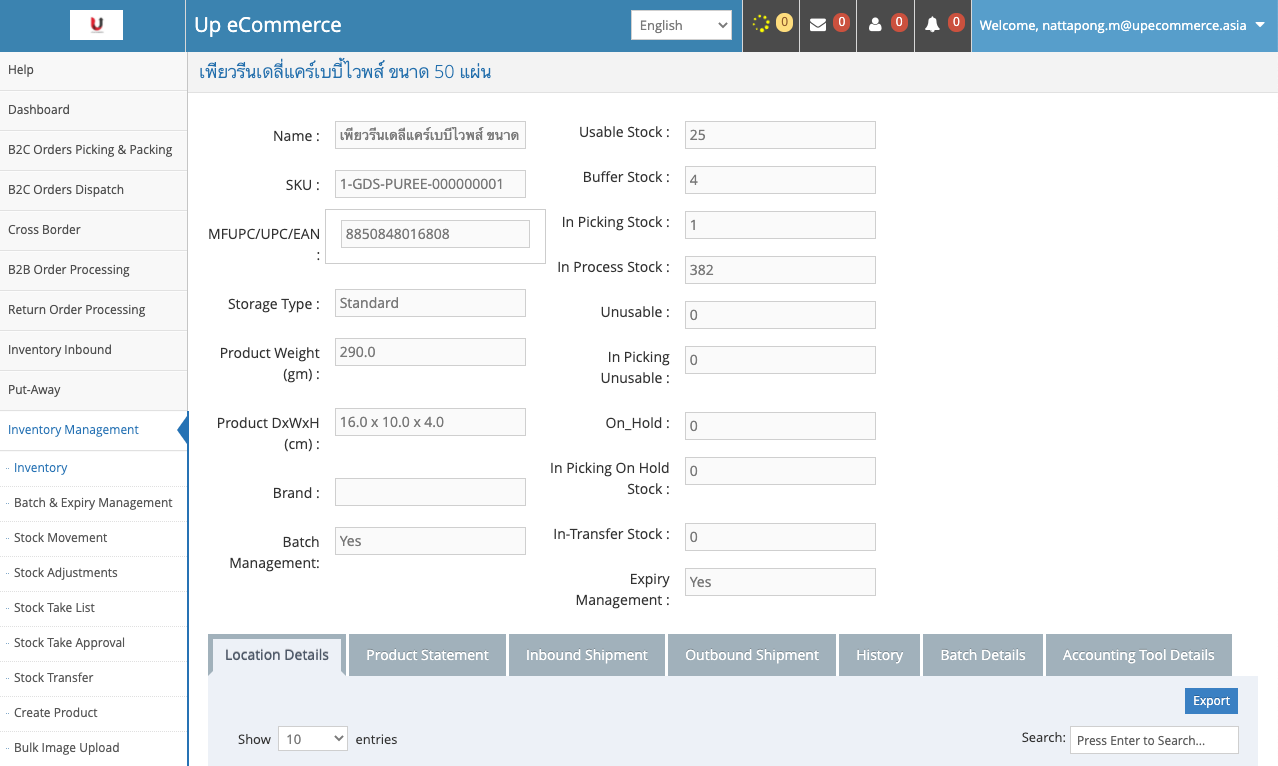 Up eCommerce
English
0
0
0
0
Welcome, nattapong.m@upecommerce.asia
Help
Dashboard
B2C Orders Picking & Packing
B2C Orders Dispatch
Cross Border
B2B Order Processing
Return Order Processing
Inventory Inbound
Put-Away
Inventory Management
Inventory
Batch & Expiry Management
Stock Movement
Stock Adjustments
Stock Take List
Stock Take Approval
Stock Transfer
Create Product
Bulk Image Upload
เพียวรีนเดลี่แคร์เบบี้ไวพส์ ขนาด 50 แผ่น
Name : เพียวรีนเดลี่แคร์เบบี้ไวพส์ ขนาด
SKU : 1-GDS-PUREE-000000001
MFUPC/UPC/EAN : 8850848016808
Storage Type : Standard
Product Weight (gm) : 290.0
Product DxWxH (cm) : 16.0 x 10.0 x 4.0
Brand :
Batch Management: Yes
Usable Stock : 25
Buffer Stock : 4
In Picking Stock : 1
In Process Stock : 382
Unusable : 0
In Picking Unusable : 0
On_Hold : 0
In Picking On Hold Stock : 0
In-Transfer Stock : 0
Expiry Management : Yes
Location Details
Product Statement
Inbound Shipment
Outbound Shipment
History
Batch Details
Accounting Tool Details
Export
Show 10 entries
Search: Press Enter to Search...